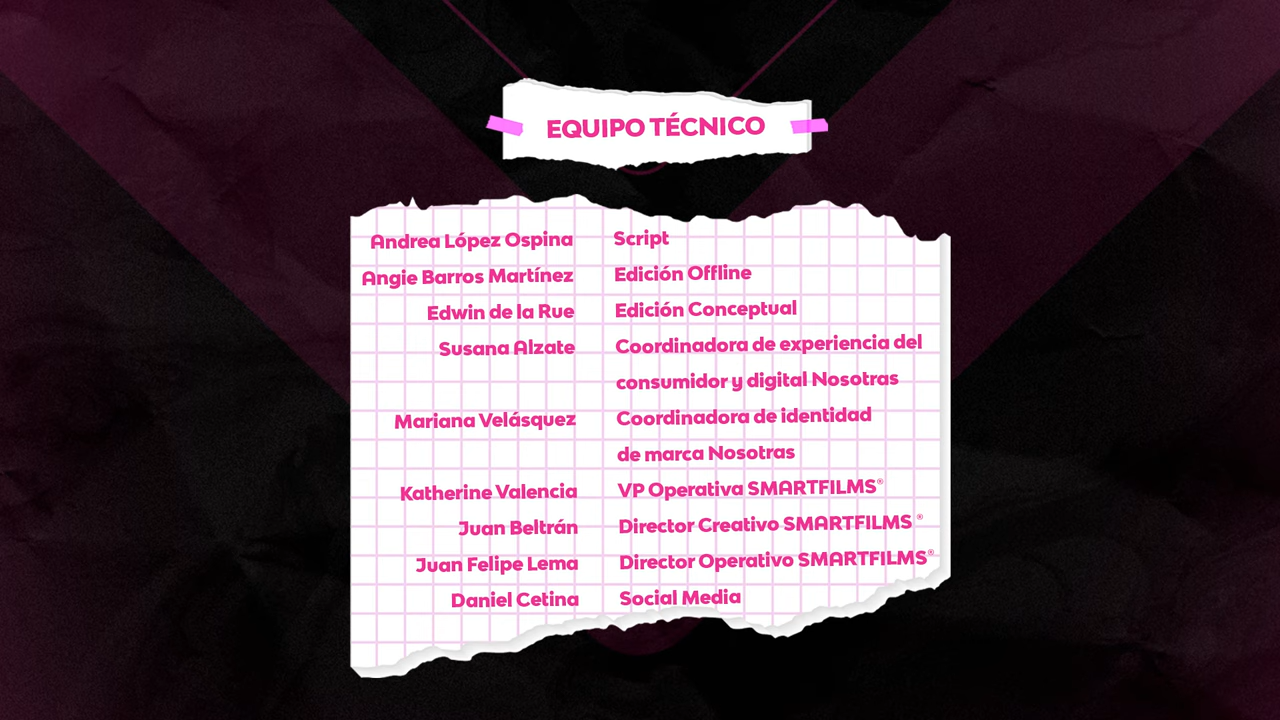 EQUIPO TÉCNICO
Andrea López Ospina Script
Angie Barros Martínez Edición Offline
Edwin de la Rue Edición Conceptual
Susana Alzate Coordinadora de experiencia del
consumidor y digital Nosotras
Mariana Velásquez Coordinadora de identidad
de marca Nosotras
Katherine Valencia VP Operativa SMARTFILMS®
Juan Beltrán Director Creativo SMARTFILMS ®
Juan Felipe Lema Director Operativo SMARTFILMS®
Daniel Cetina Social Media